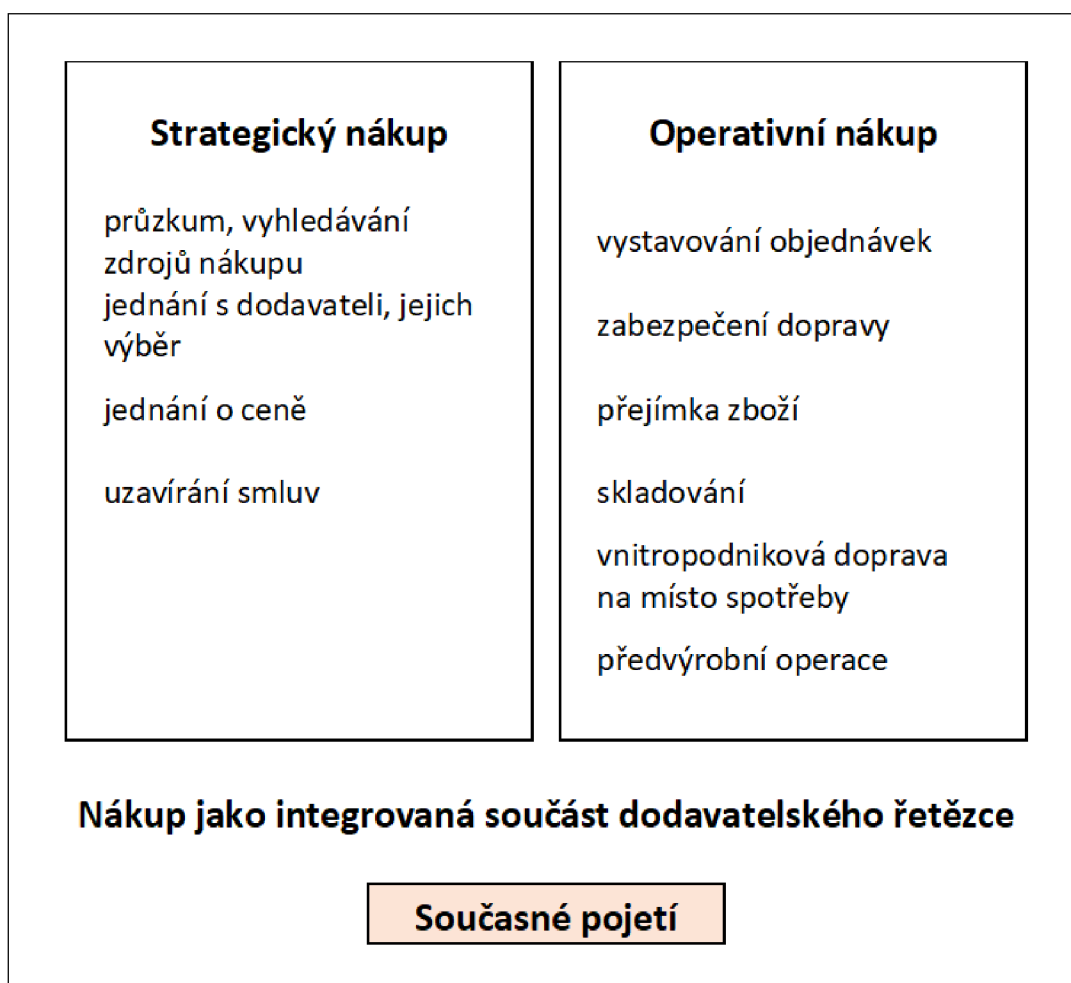 Strategický nákup
průzkum, vyhledávání
zdrojů nákupu
jednání s dodavateli, jejich
výběr
jednání o ceně
uzavírání smluv
Operativní nákup
vystavování objednávek
zabezpečení dopravy
přejímka zboží
skladování
vnitropodniková doprava
na místo spotřeby
předvýrobní operace
Nákup jako integrovaná součást dodavatelského řetězce
Současné pojetí